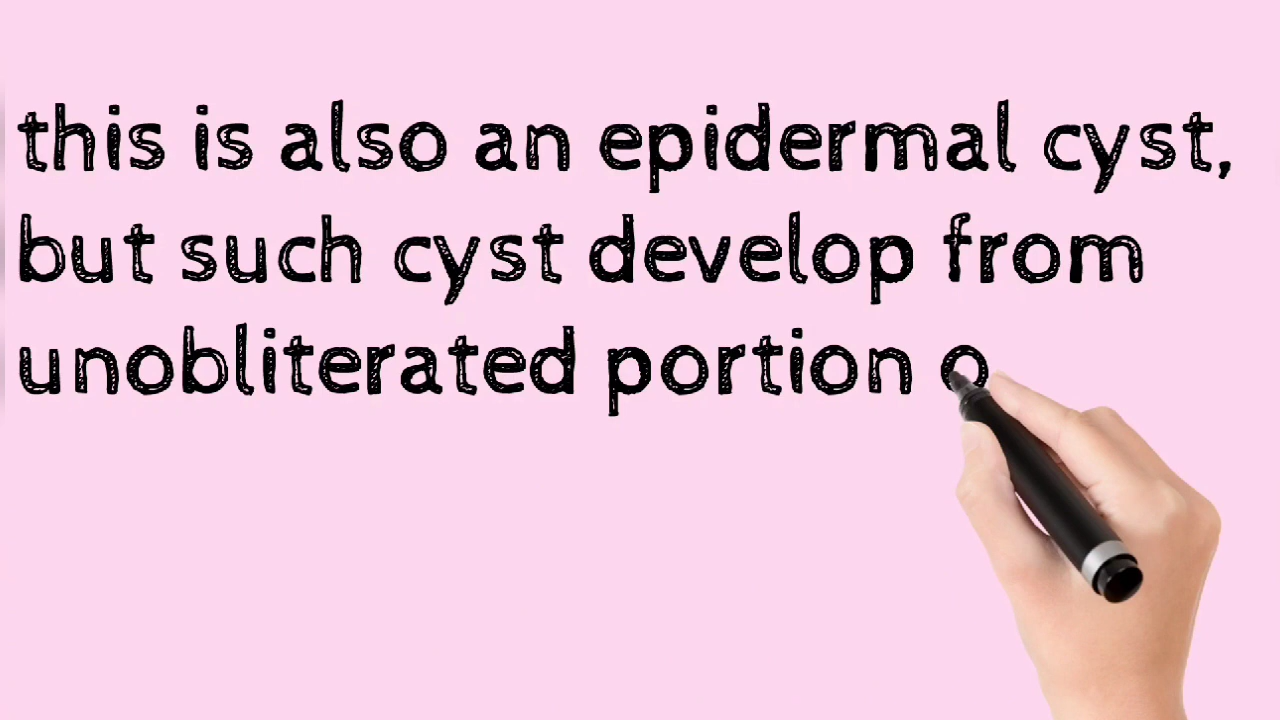 this is also an epidermal cyst,
but such cyst develop from
unobliterated portion o